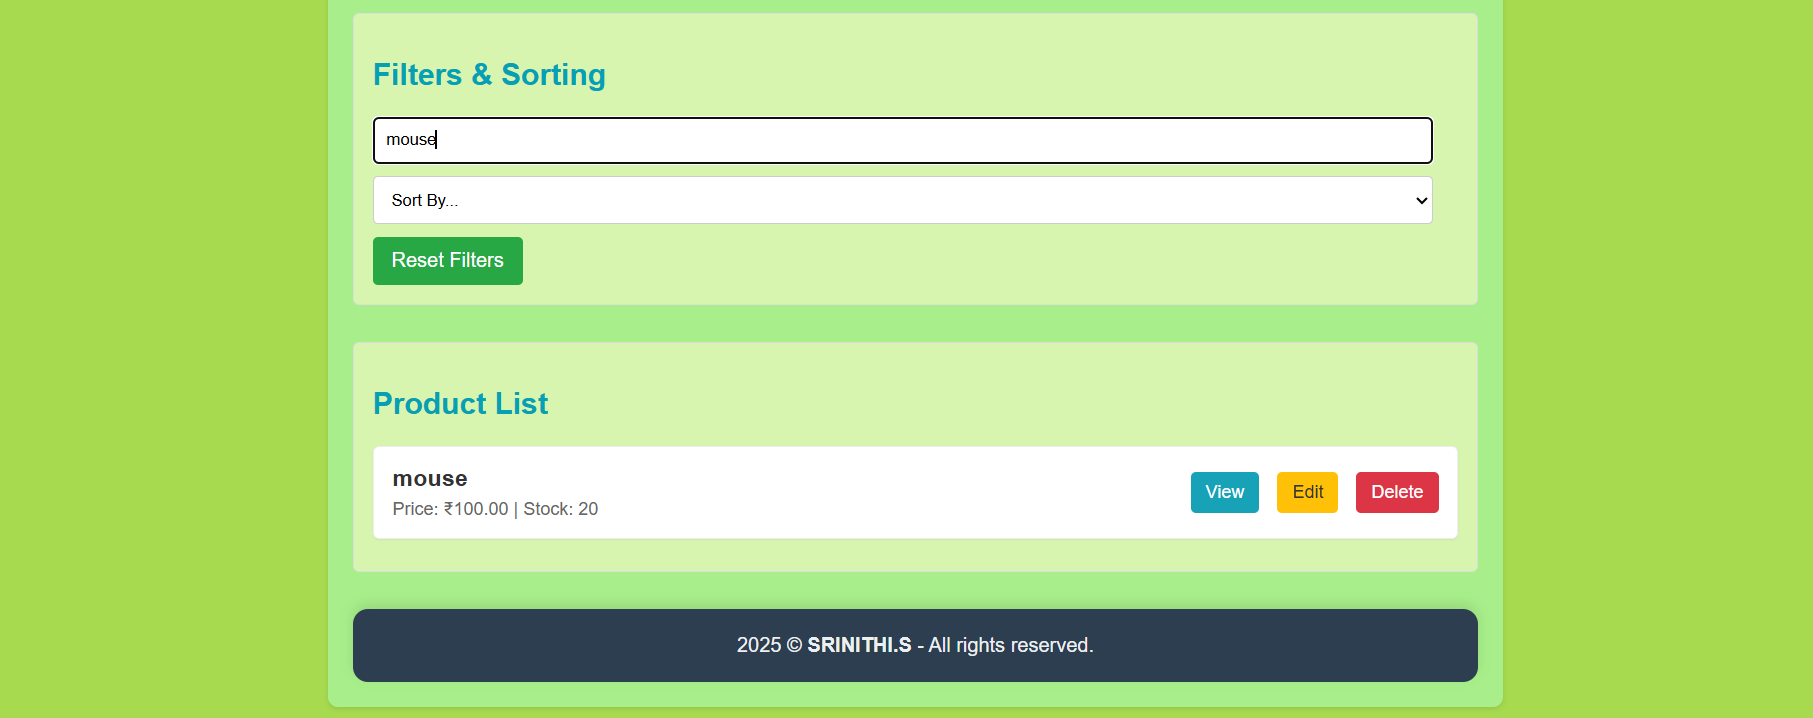 Filters & Sorting
mouse
Sort By...
Reset Filters
Product List
mouse
Price: ₹100.00 | Stock: 20
View
Edit
Delete
2025 © SRINITHI.S - All rights reserved.